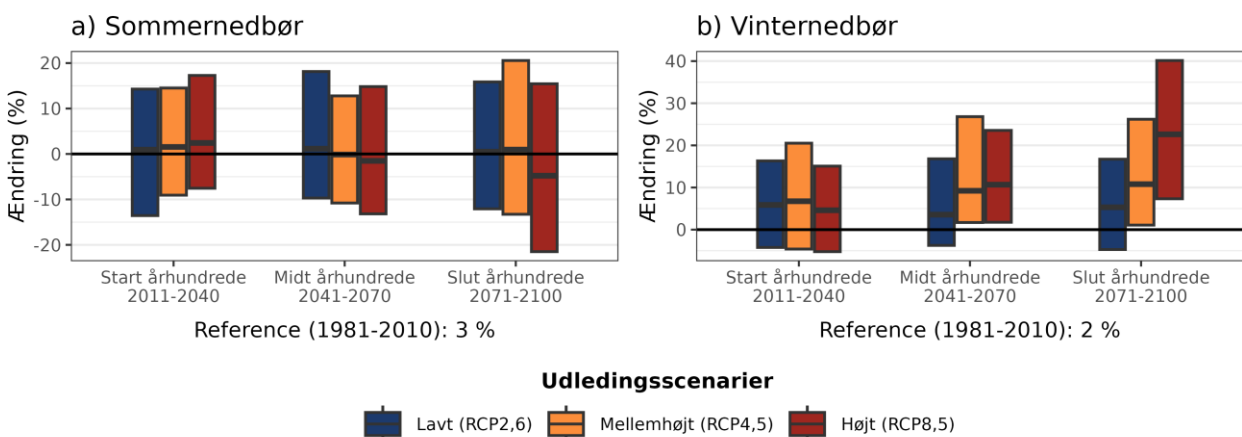 a) Sommernedbør
b) Vinternedbør
Ændring (%)
20
10
0
-10
-20
Ændring (%)
40
30
20
10
0
Start århundrede
2011-2040
Midt århundrede
2041-2070
Slut århundrede
2071-2100
Start århundrede
2011-2040
Midt århundrede
2041-2070
Slut århundrede
2071-2100
Reference (1981-2010): 3 %
Reference (1981-2010): 2 %
Udledingsscenarier
Lavt (RCP2,6)
Mellemhøjt (RCP4,5)
Højt (RCP8,5)